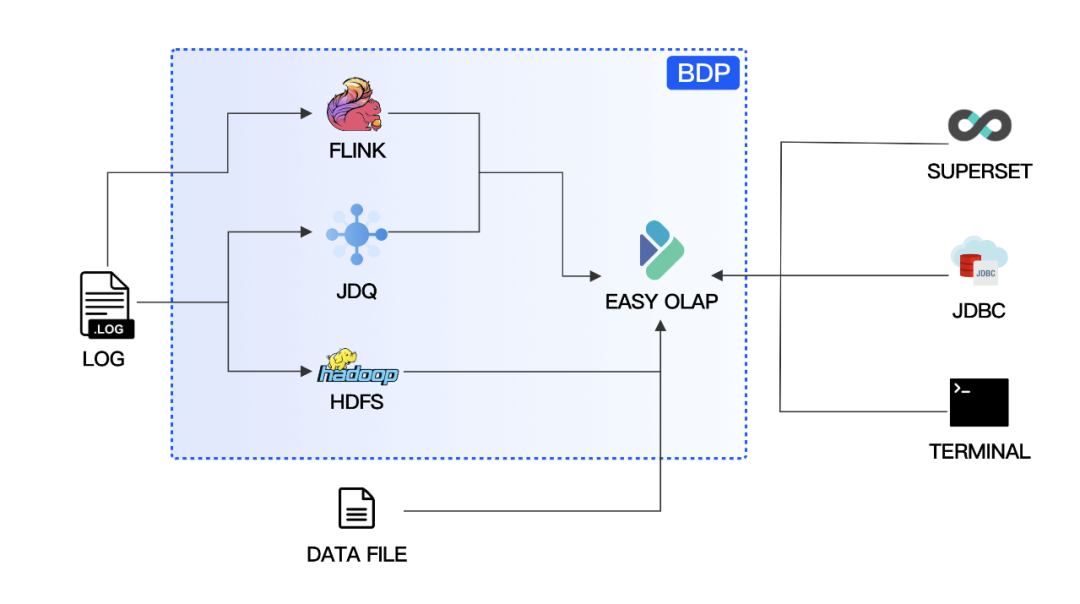 BDP
FLINK
SUPERSET
JDQ
EASY OLAP
JDBC
JDBC
.LOG
LOG
hadoop
HDFS
>_
TERMINAL
DATA FILE